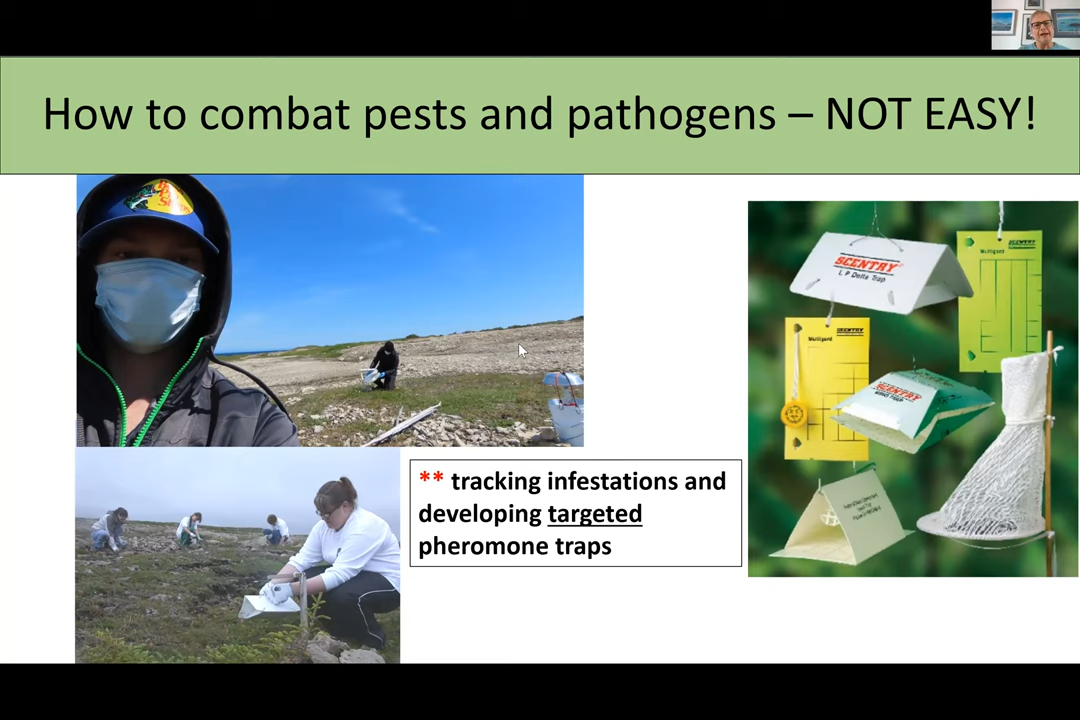 How to combat pests and pathogens – NOT EASY!
** tracking infestations and
developing targeted
pheromone traps
SCENTRY
L P Delta Trap
SCENTRY
Multigard
SCENTRY
Multigard
SCENTRY